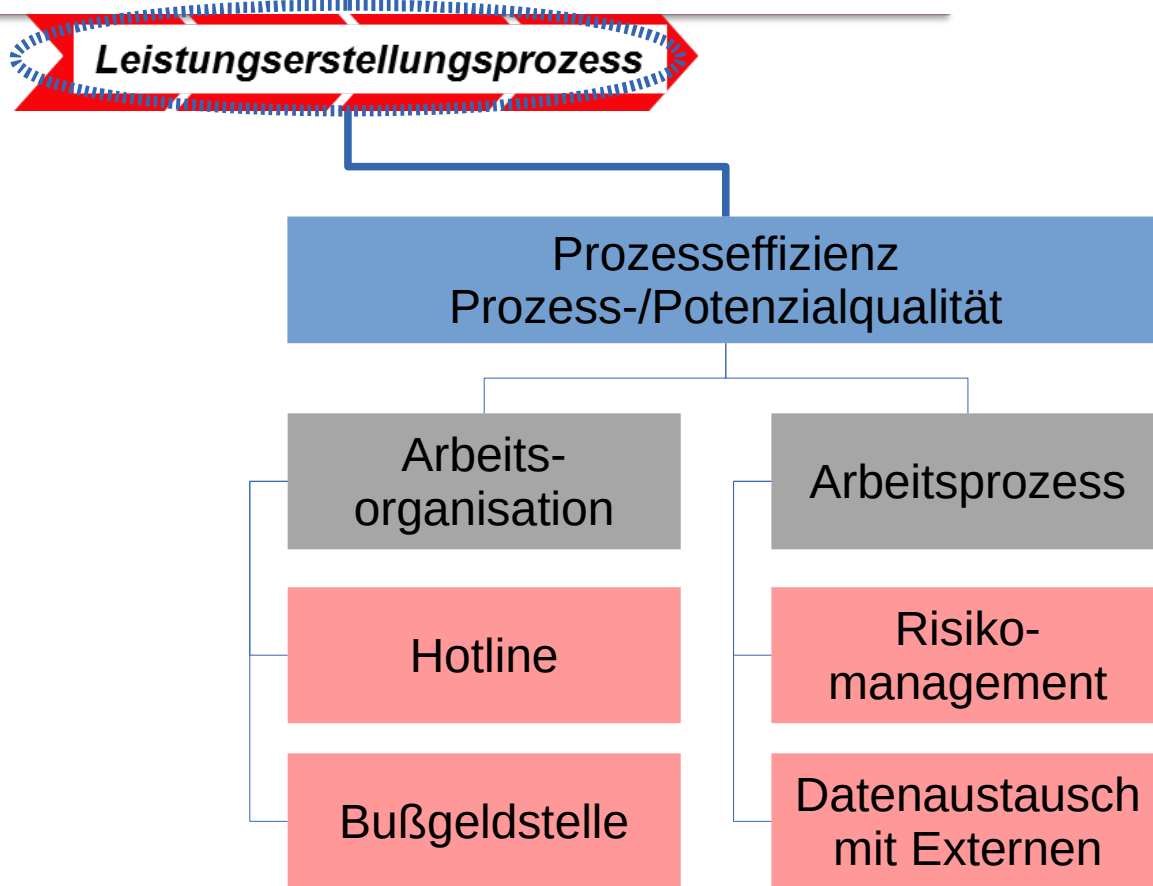 Leistungserstellungsprozess
Prozesseffizienz
Prozess-/Potenzialqualität
Arbeits-
organisation
Arbeitsprozess
Hotline
Risiko-
management
Bußgeldstelle
Datenaustausch
mit Externen